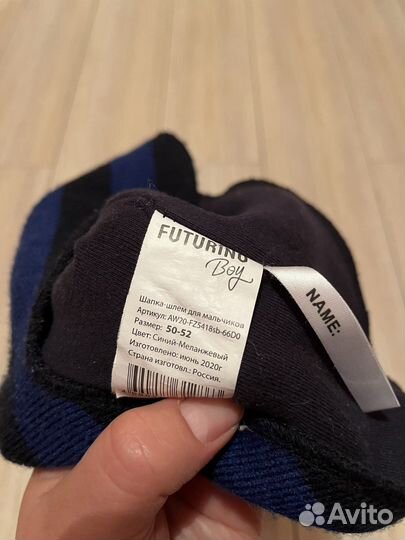 FUTURINO
Boy
Шапка-шлем для мальчиков
Артикул: AW20-FZ5418sb-66D0
Размер: 50-52
Цвет: Синий-Меланжевый
Изготовлено: июнь 2020г
Страна изготовл.: Россия.
NAME:
Avito